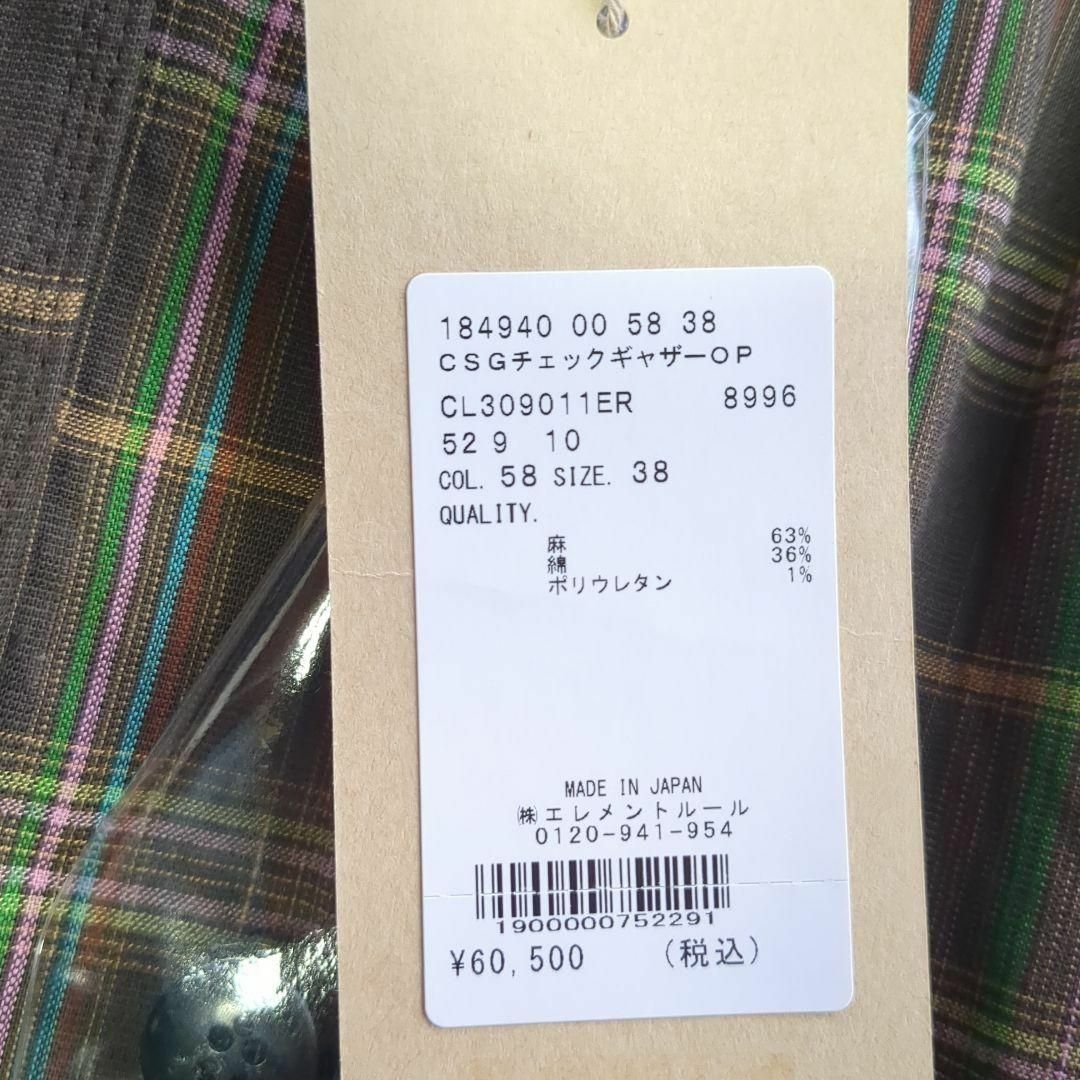 184940 00 58 38
CSGチェックギャザーOP
CL309011ER 8996
52 9 10
COL. 58 SIZE. 38
QUALITY.
麻 63%
綿 36%
ポリウレタン 1%
MADE IN JAPAN
㈱エレメントルール
0120-941-954
1900000752291
¥60,500 (税込)